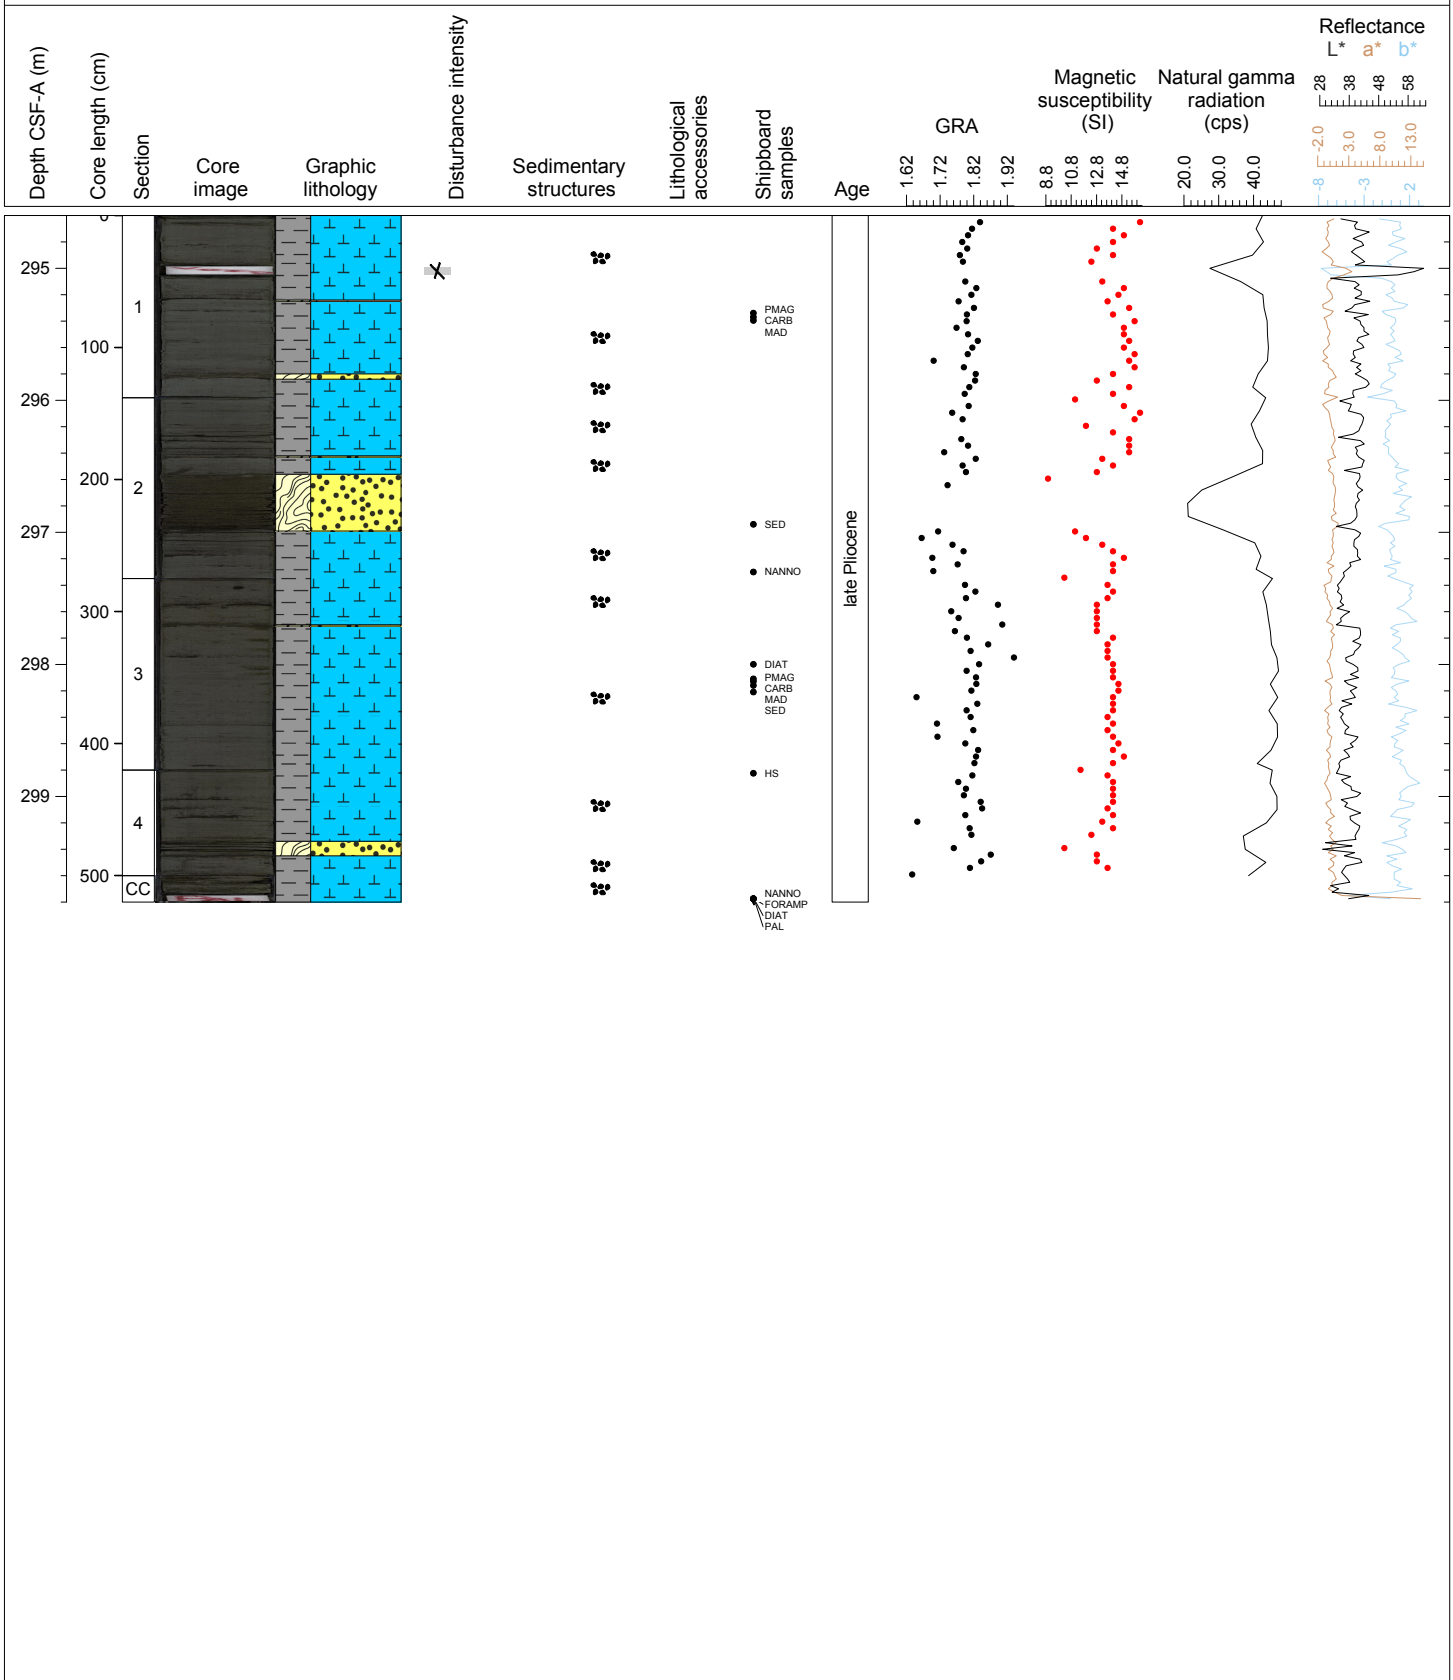 Depth CSF-A (m)
Core length (cm)
Section
Core
image
Graphic
lithology
Disturbance intensity
Sedimentary
structures
Lithological
accessories
Shipboard
samples
Age
GRA
1.62
1.72
1.82
1.92
Magnetic
susceptibility
(SI)
8.8
10.8
12.8
14.8
Natural gamma
radiation
(cps)
20.0
30.0
40.0
Reflectance
L* a* b*
28
38
48
58
-2.0
3.0
8.0
13.0
-8
-3
2
0
295
1
PMAG
CARB
MAD
100
296
200
2
SED
297
NANNO
late Pliocene
300
3
298
DIAT
PMAG
CARB
MAD
SED
400
HS
299
4
500
CC
NANNO
FORAMP
DIAT
PAL